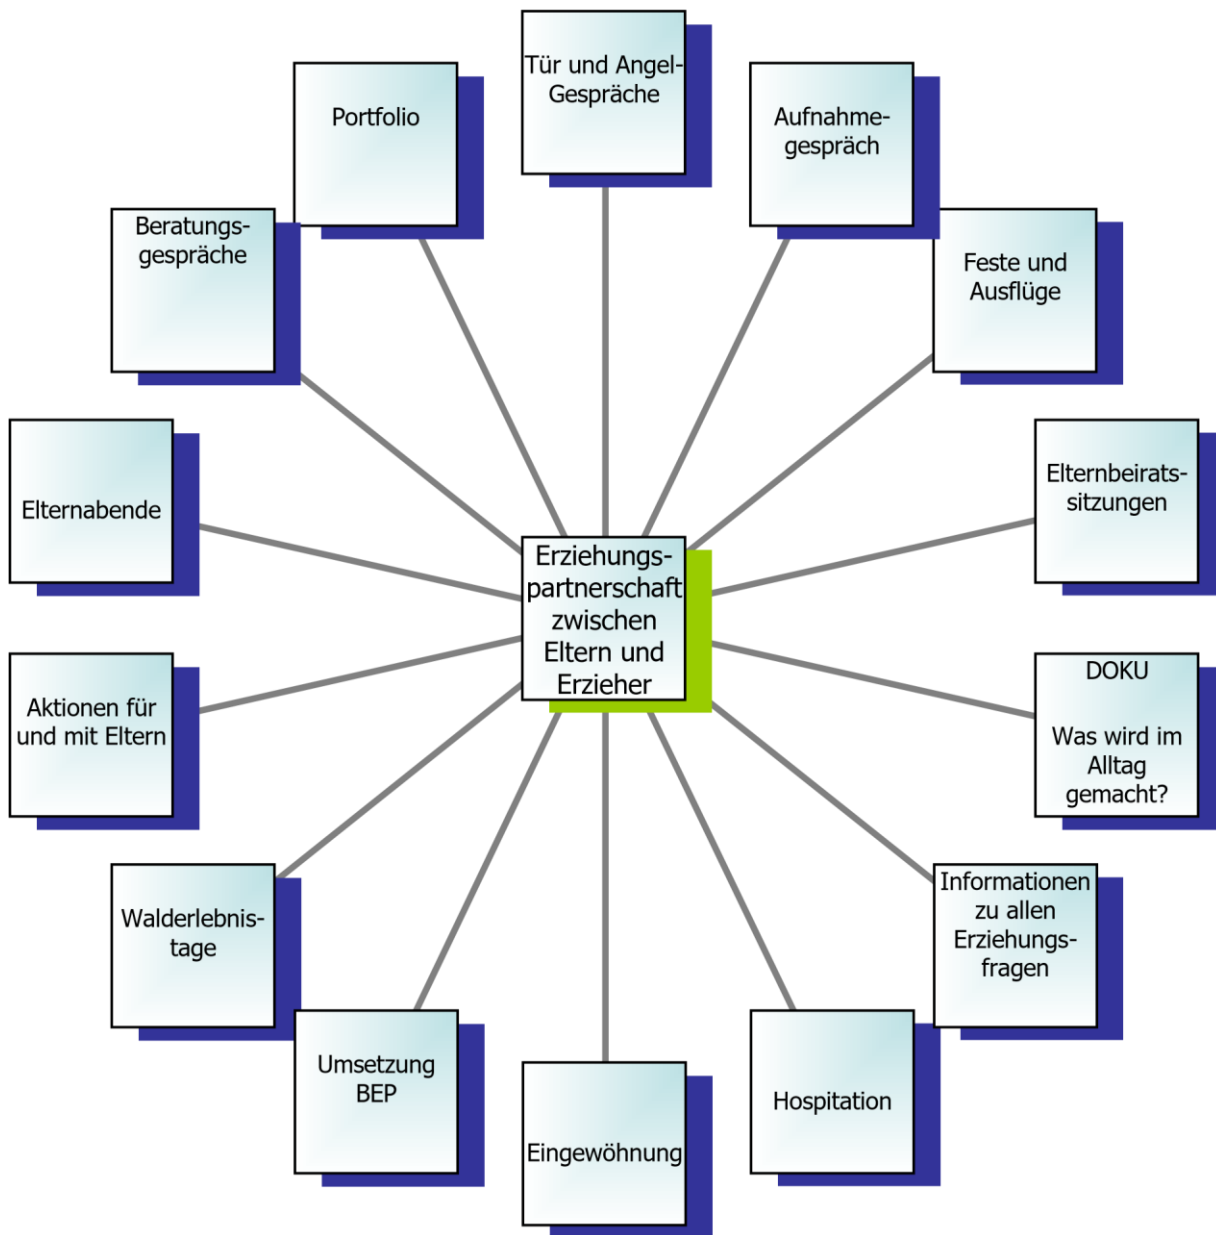 Tür und Angel-
Gespräche
Aufnahme-
gespräch
Feste und
Ausflüge
Elternbeirats-
sitzungen
DOKU
Was wird im
Alltag
gemacht?
Informationen
zu allen
Erziehungs-
fragen
Hospitation
Eingewöhnung
Umsetzung
BEP
Walderlebnis-
tage
Aktionen für
und mit Eltern
Elternabende
Beratungs-
gespräche
Portfolio
Erziehungs-
partnerschaft
zwischen
Eltern und
Erzieher